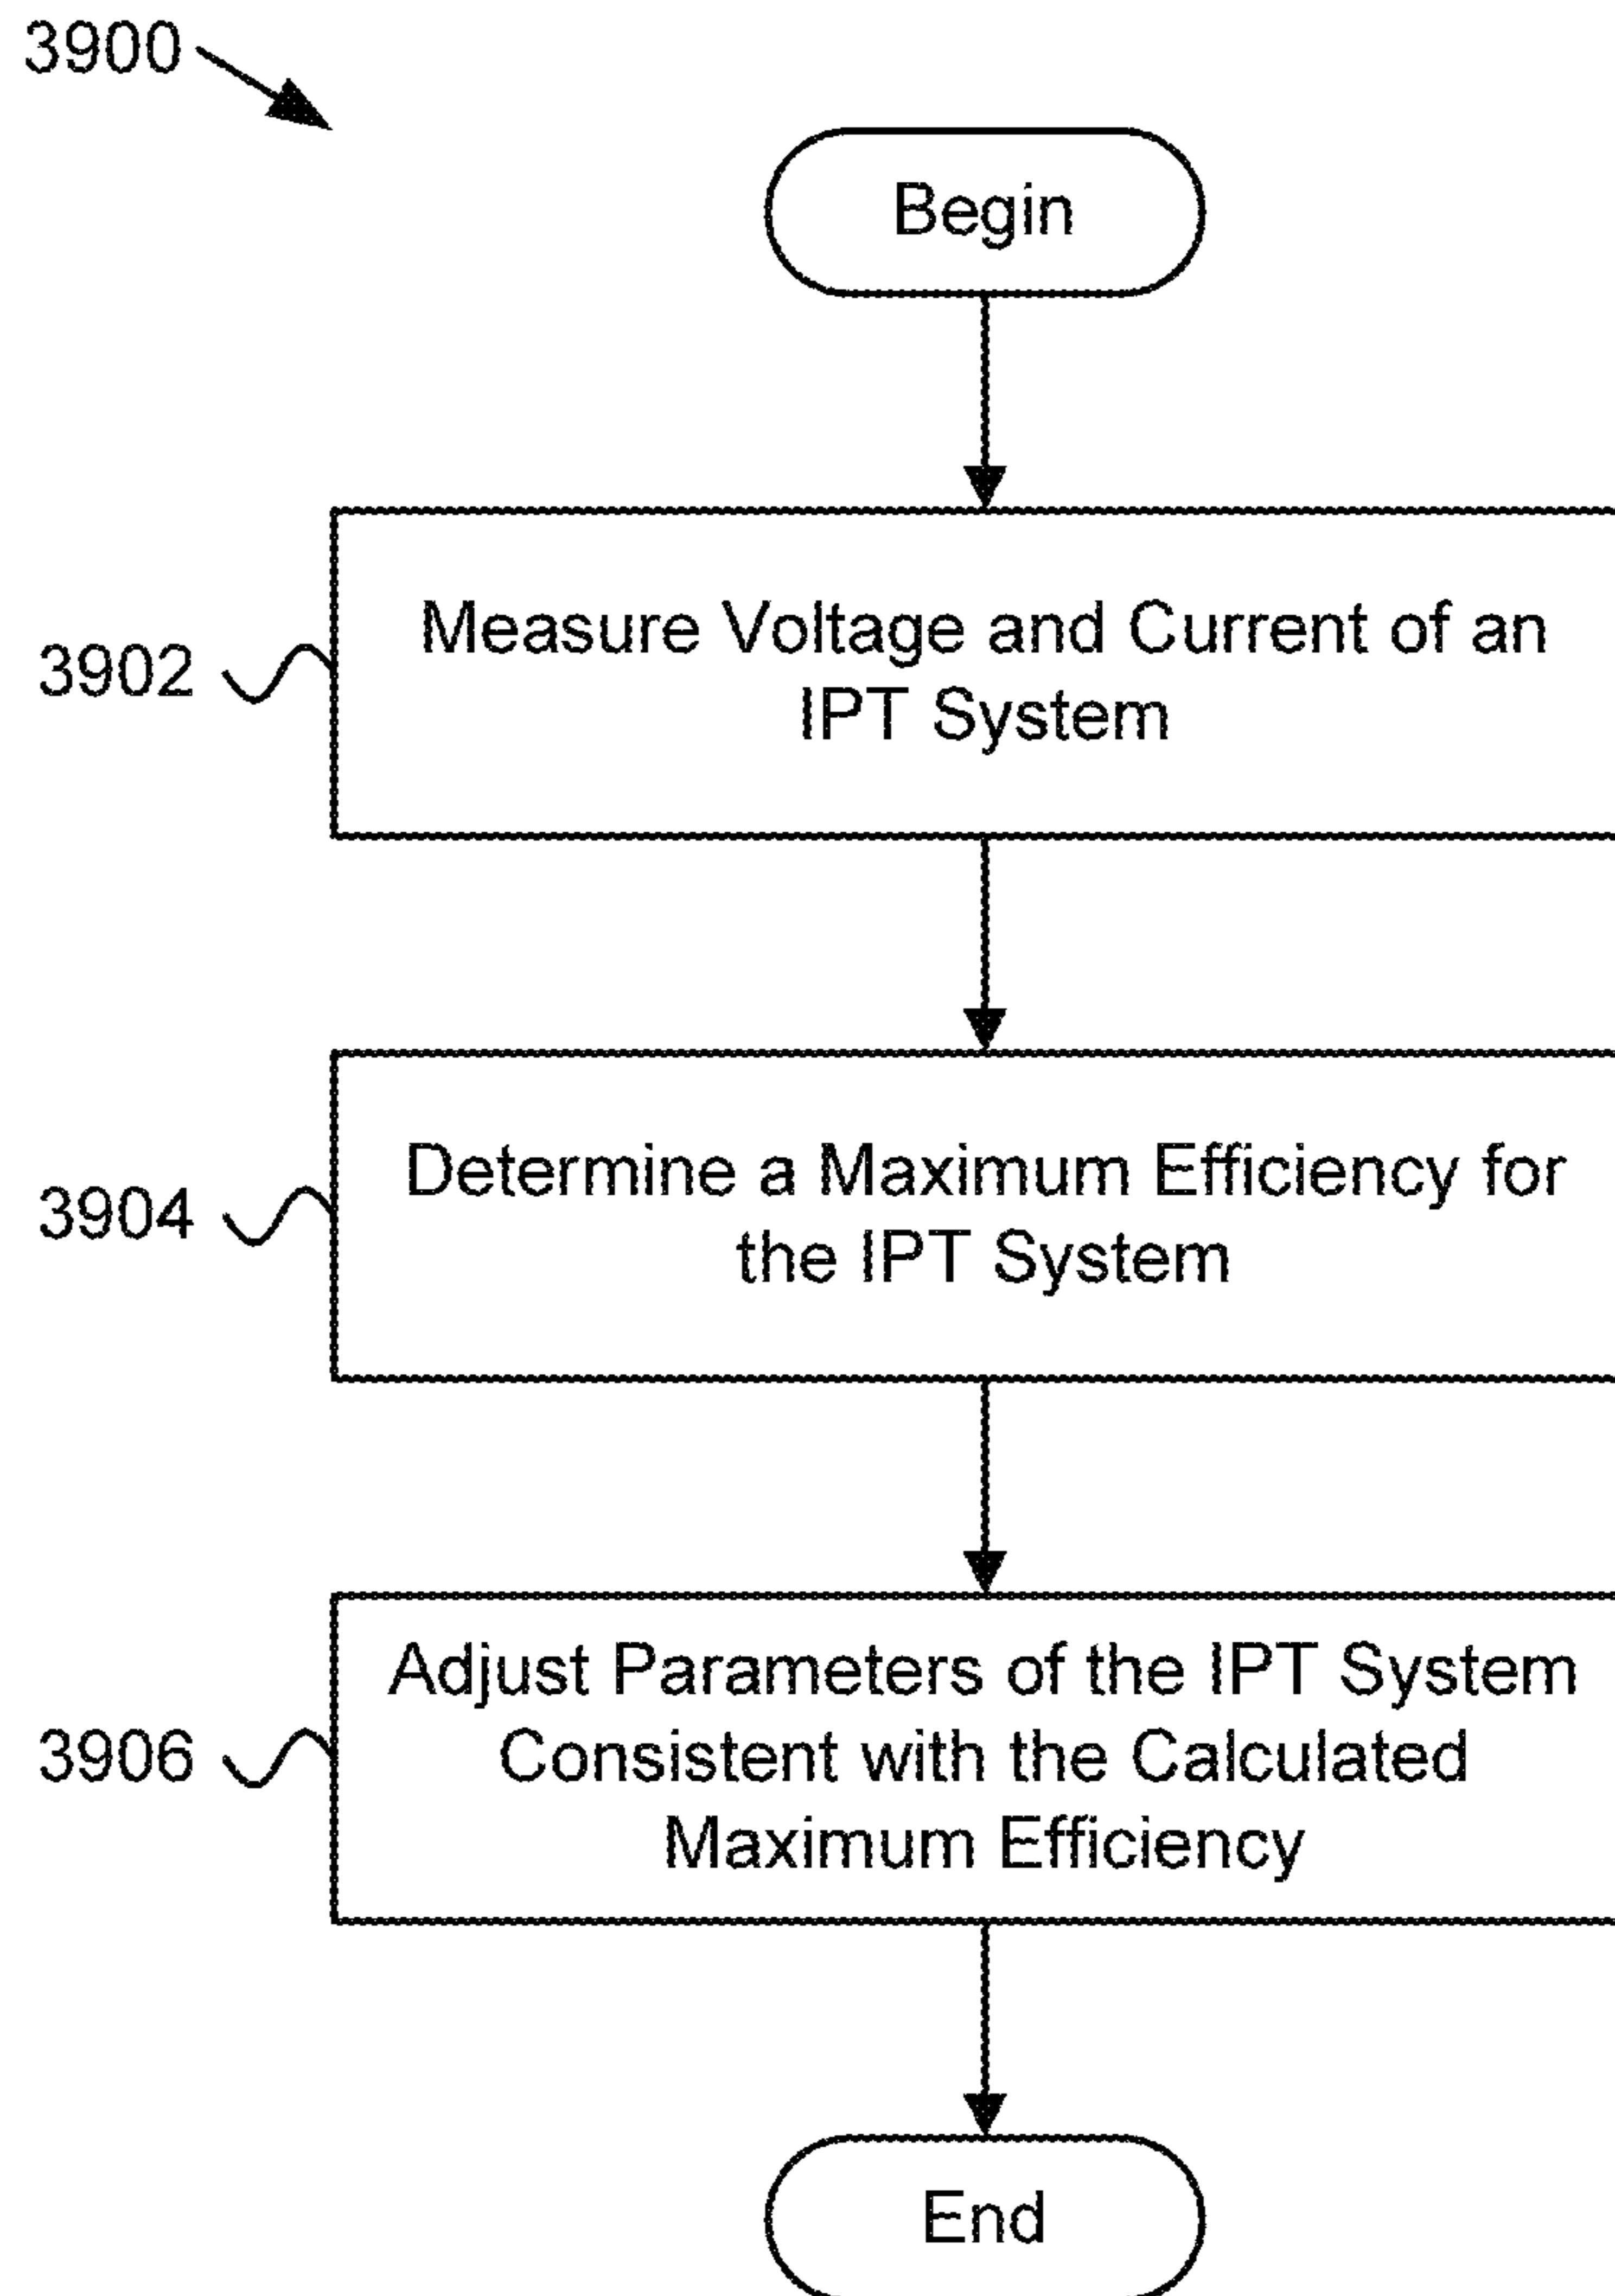 3900
Begin
3902
Measure Voltage and Current of an
IPT System
3904
Determine a Maximum Efficiency for
the IPT System
3906
Adjust Parameters of the IPT System
Consistent with the Calculated
Maximum Efficiency
End